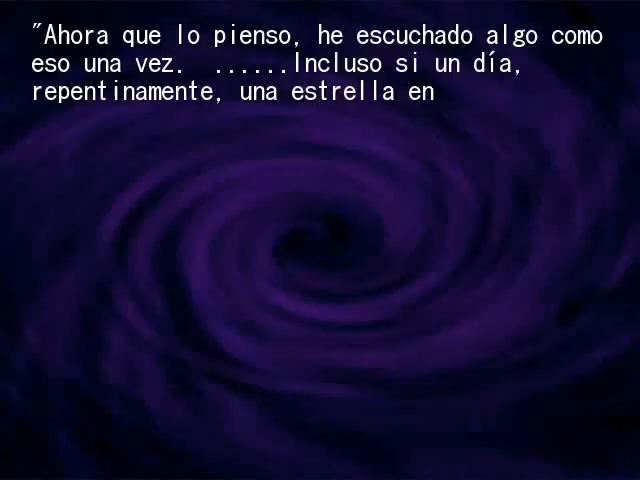 "Ahora que lo pienso, he escuchado algo como
eso una vez.  ......Incluso si un día,
repentinamente, una estrella en